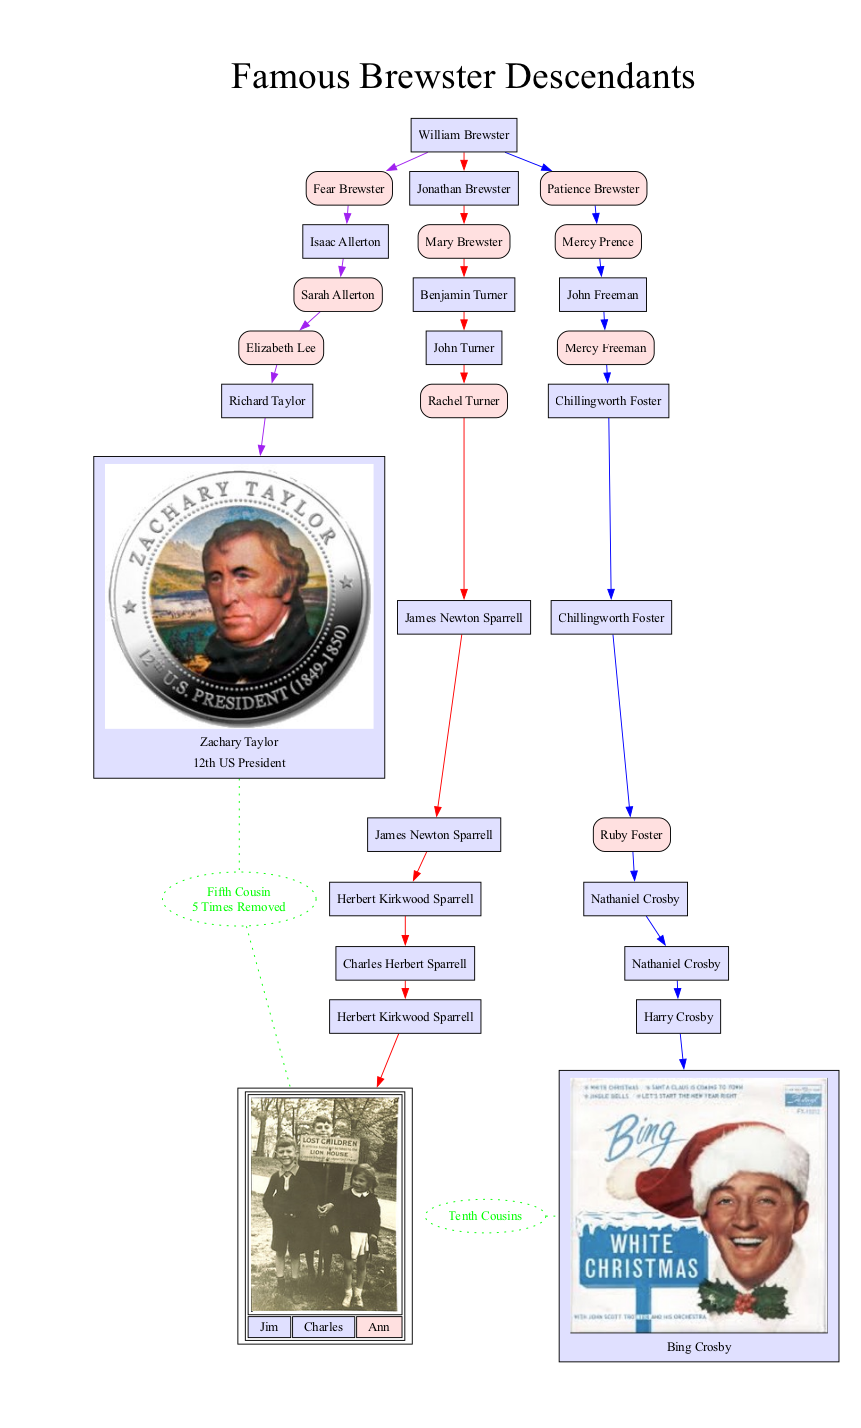 Famous Brewster Descendants
William Brewster
Fear Brewster
Jonathan Brewster
Patience Brewster
Isaac Allerton
Mary Brewster
Mercy Prence
Sarah Allerton
Benjamin Turner
John Freeman
Elizabeth Lee
John Turner
Mercy Freeman
Richard Taylor
Rachel Turner
Chillingworth Foster
ZACHARY TAYLOR
12th U.S. PRESIDENT (1849-1850)
Zachary Taylor
12th US President
James Newton Sparrell
Chillingworth Foster
James Newton Sparrell
Ruby Foster
Fifth Cousin
5 Times Removed
Herbert Kirkwood Sparrell
Nathaniel Crosby
Charles Herbert Sparrell
Nathaniel Crosby
Herbert Kirkwood Sparrell
Harry Crosby
LOST CHILDREN
LION HOUSE
Jim
Charles
Ann
Tenth Cousins
WHITE CHRISTMAS
SANTA CLAUS IS COMING TO TOWN
JINGLE BELLS
LET'S START THE NEW YEAR RIGHT
Bing
WHITE
CHRISTMAS
WITH JOHN SCOTT TROTTER AND HIS ORCHESTRA
Bing Crosby